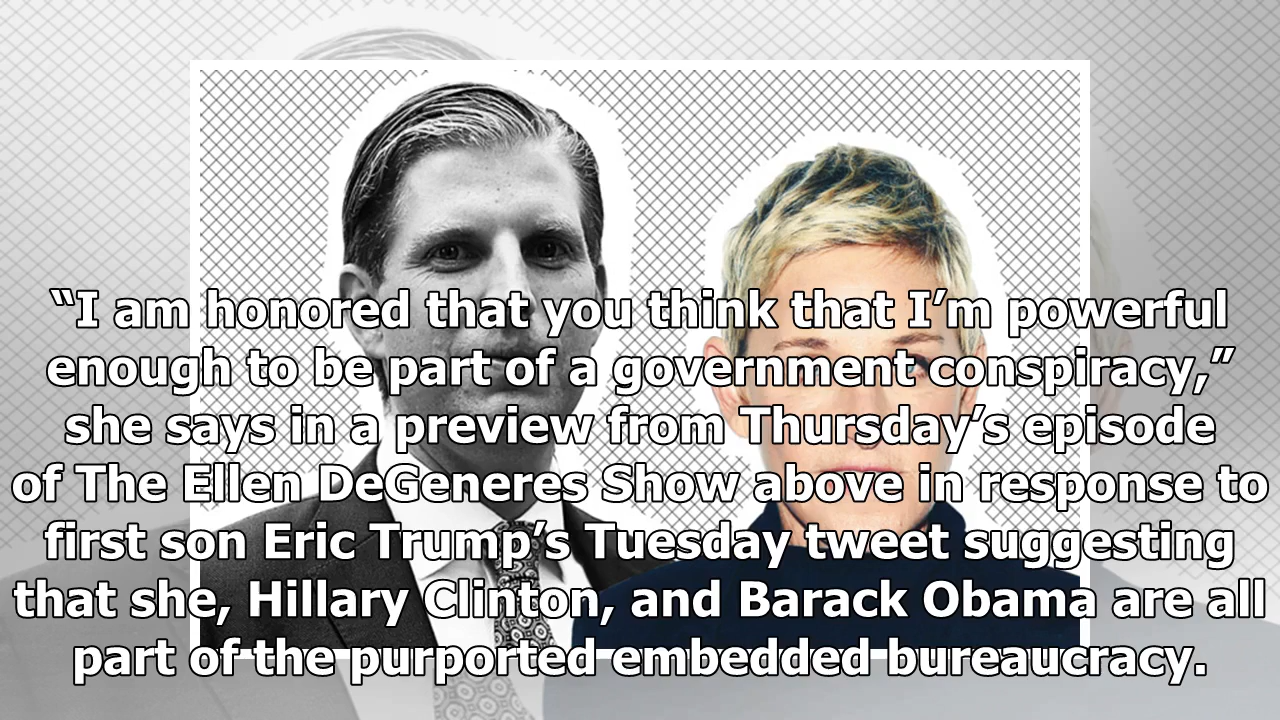 “I am honored that you think that I’m powerful
enough to be part of a government conspiracy,”
she says in a preview from Thursday’s episode
of The Ellen DeGeneres Show above in response to
first son Eric Trump’s Tuesday tweet suggesting
that she, Hillary Clinton, and Barack Obama are all
part of the purported embedded bureaucracy.